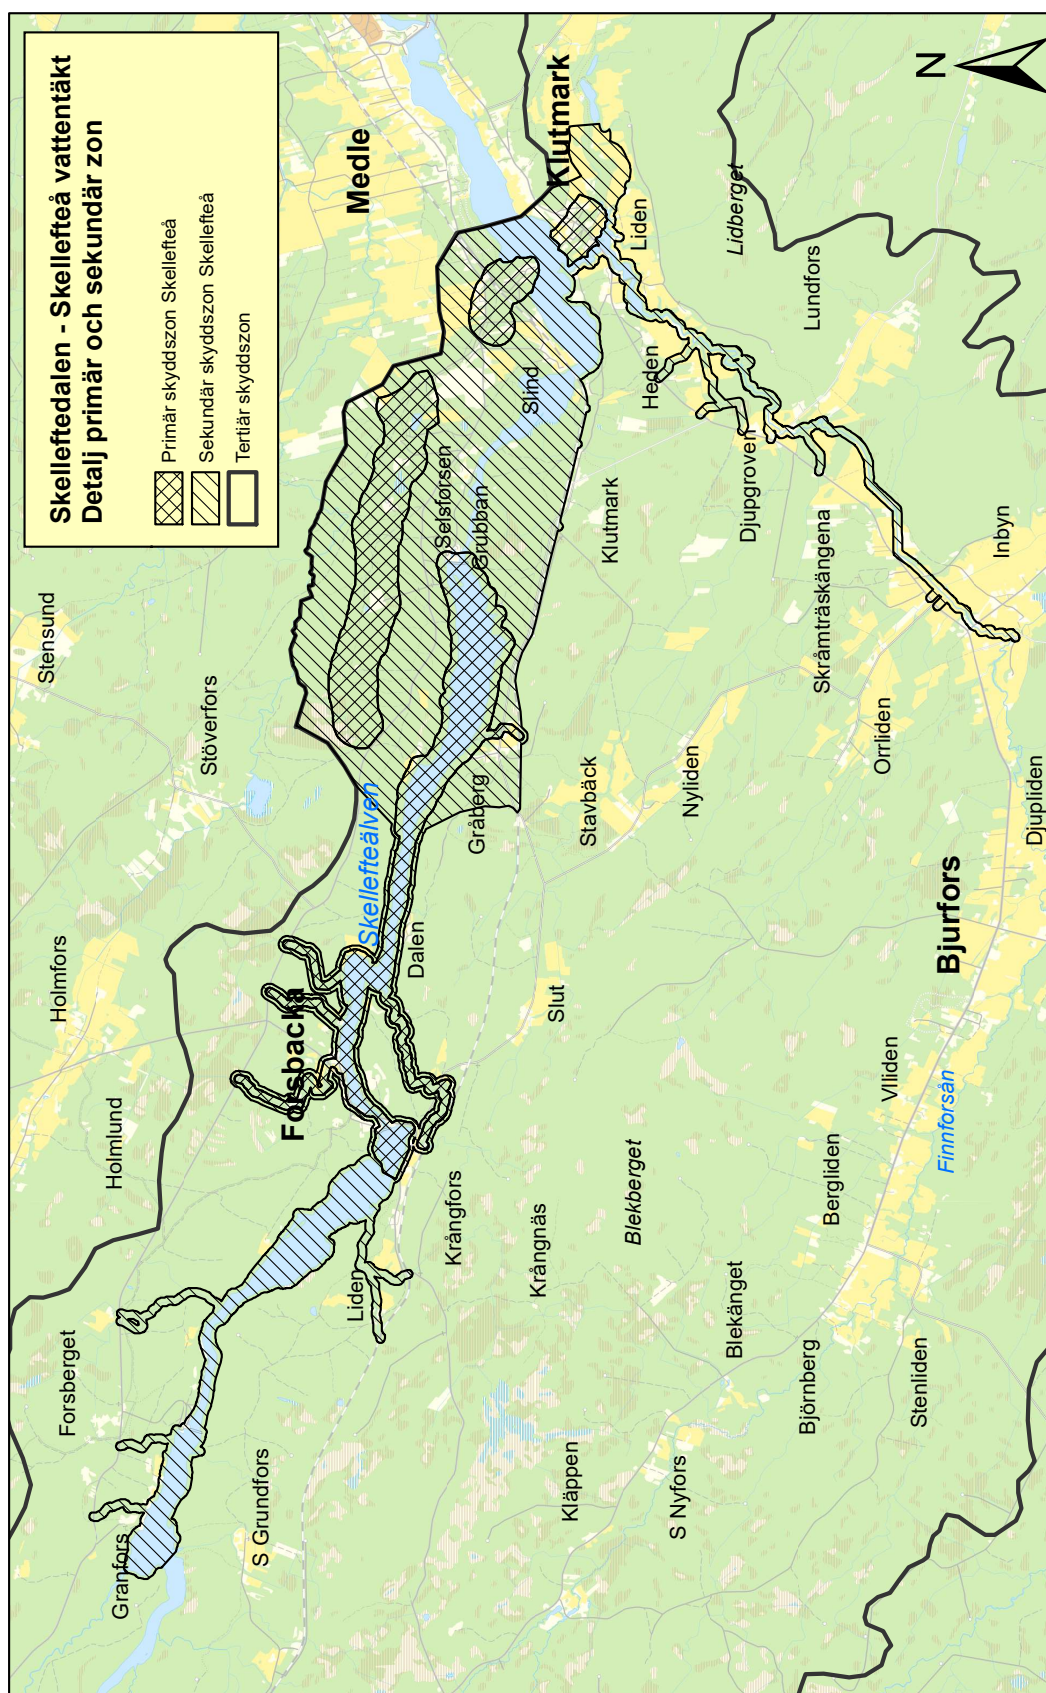 Skelleftedalen - Skellefteå vattentäkt
Detalj primär och sekundär zon
Primär skyddszon Skellefteå
Sekundär skyddszon Skellefteå
Tertiär skyddszon
N
Granfors
Forsberget
Holmlund
Holmfors
Stöverfors
Stensund
S Grundfors
Liden
Forsbacka
Skellefteälven
Medle
Dalen
Krångfors
Gråberg
Selsforsen
Grubban
Slind
Klutmark
Krångnäs
Slut
Stavbäck
Klutmark
Heden
Liden
Kläppen
Blekberget
Nyliden
Djupgroven
Lidberget
S Nyfors
Blekänget
Björnberg
Bergliden
Skråmträskängena
Lundfors
Stenliden
Vlliden
Finnforsån
Bjurfors
Orrliden
Inbyn
Djupliden